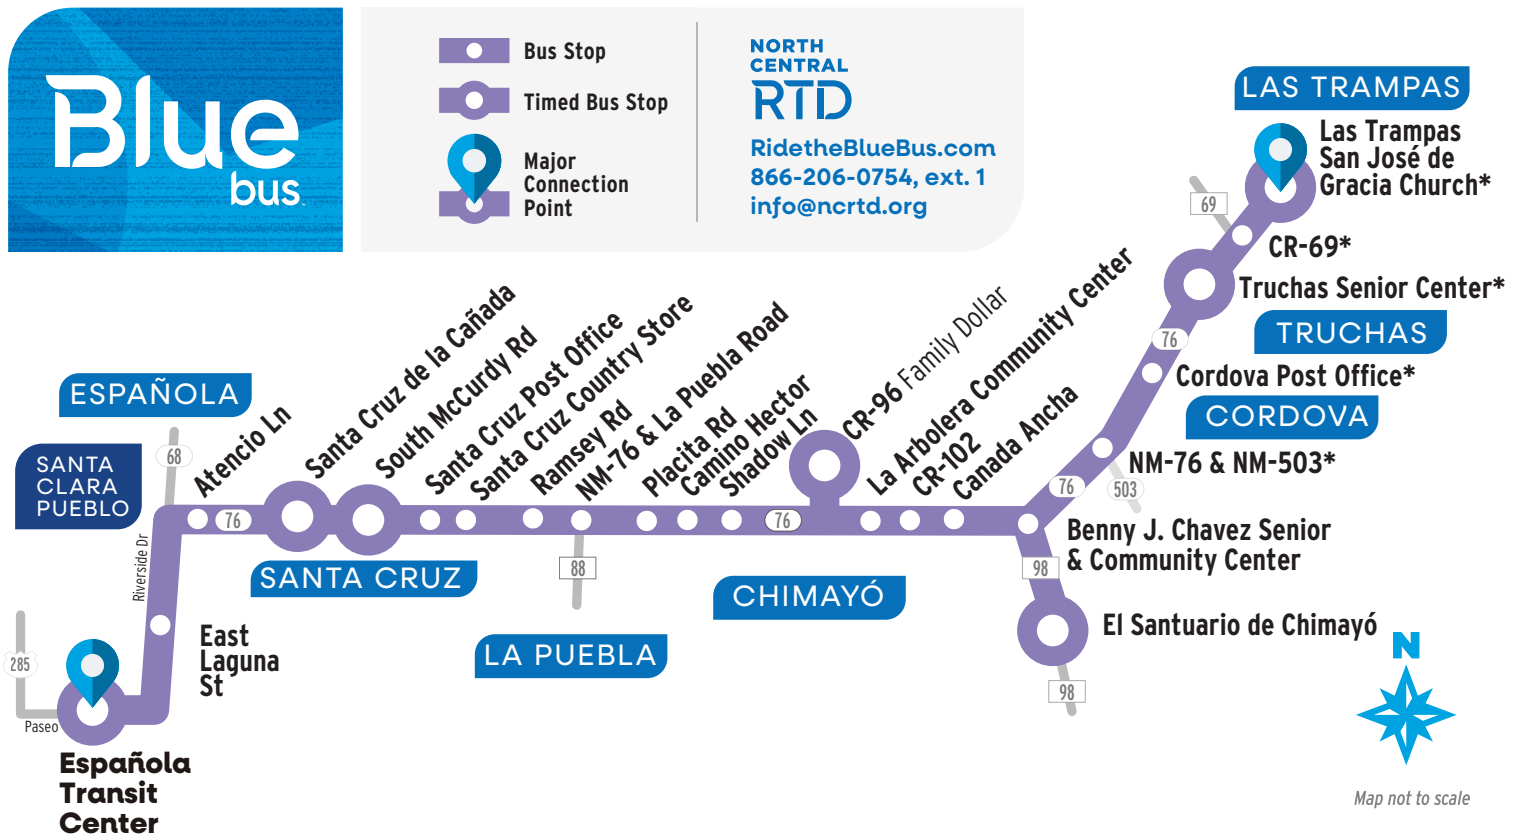 Blue
bus
Bus Stop
Timed Bus Stop
Major
Connection
Point
NORTH
CENTRAL
RTD
RidetheBlueBus.com
866-206-0754, ext. 1
info@ncrtd.org
LAS TRAMPAS
Las Trampas
San José de
Gracia Church*
69
CR-69*
Truchas Senior Center*
TRUCHAS
76
Cordova Post Office*
CORDOVA
NM-76 & NM-503*
503
76
Benny J. Chavez Senior
& Community Center
98
El Santuario de Chimayó
98
ESPAÑOLA
SANTA
CLARA
PUEBLO
68
Atencio Ln
76
Santa Cruz de la Cañada
South McCurdy Rd
Santa Cruz Post Office
Santa Cruz Country Store
Ramsey Rd
NM-76 & La Puebla Road
Placita Rd
Camino Hector
Shadow Ln
76
CR-96 Family Dollar
La Arbolera Community Center
CR-102
Canada Ancha
SANTA CRUZ
88
LA PUEBLA
CHIMAYÓ
Riverside Dr
East
Laguna
St
285
Paseo
Española
Transit
Center
N
Map not to scale